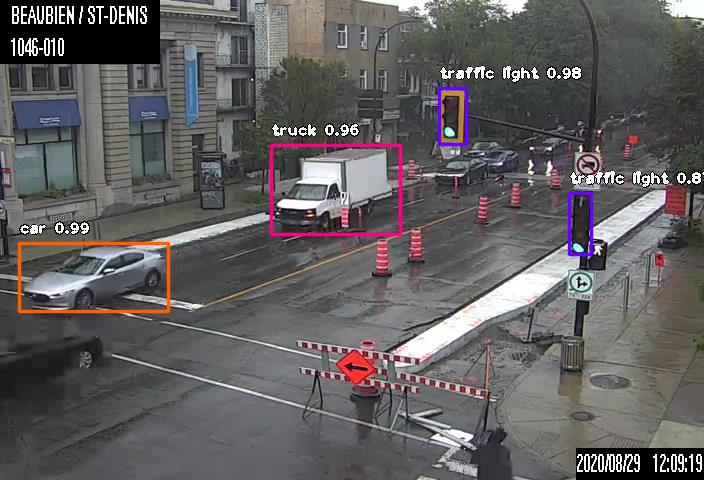 BEAUBIEN / ST-DENIS
1046-010
traffic light 0.98
truck 0.96
traffic light 0.8
car 0.99
2020/08/29 12:09:19